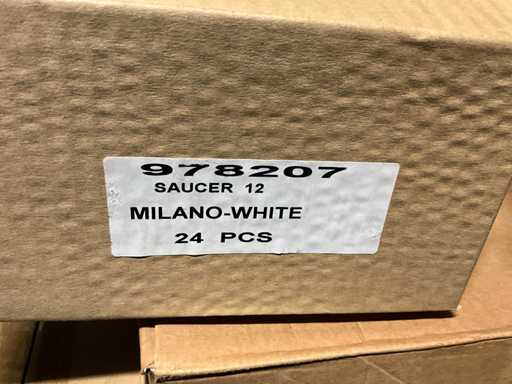 978207
SAUCER 12
MILANO-WHITE
24 PCS